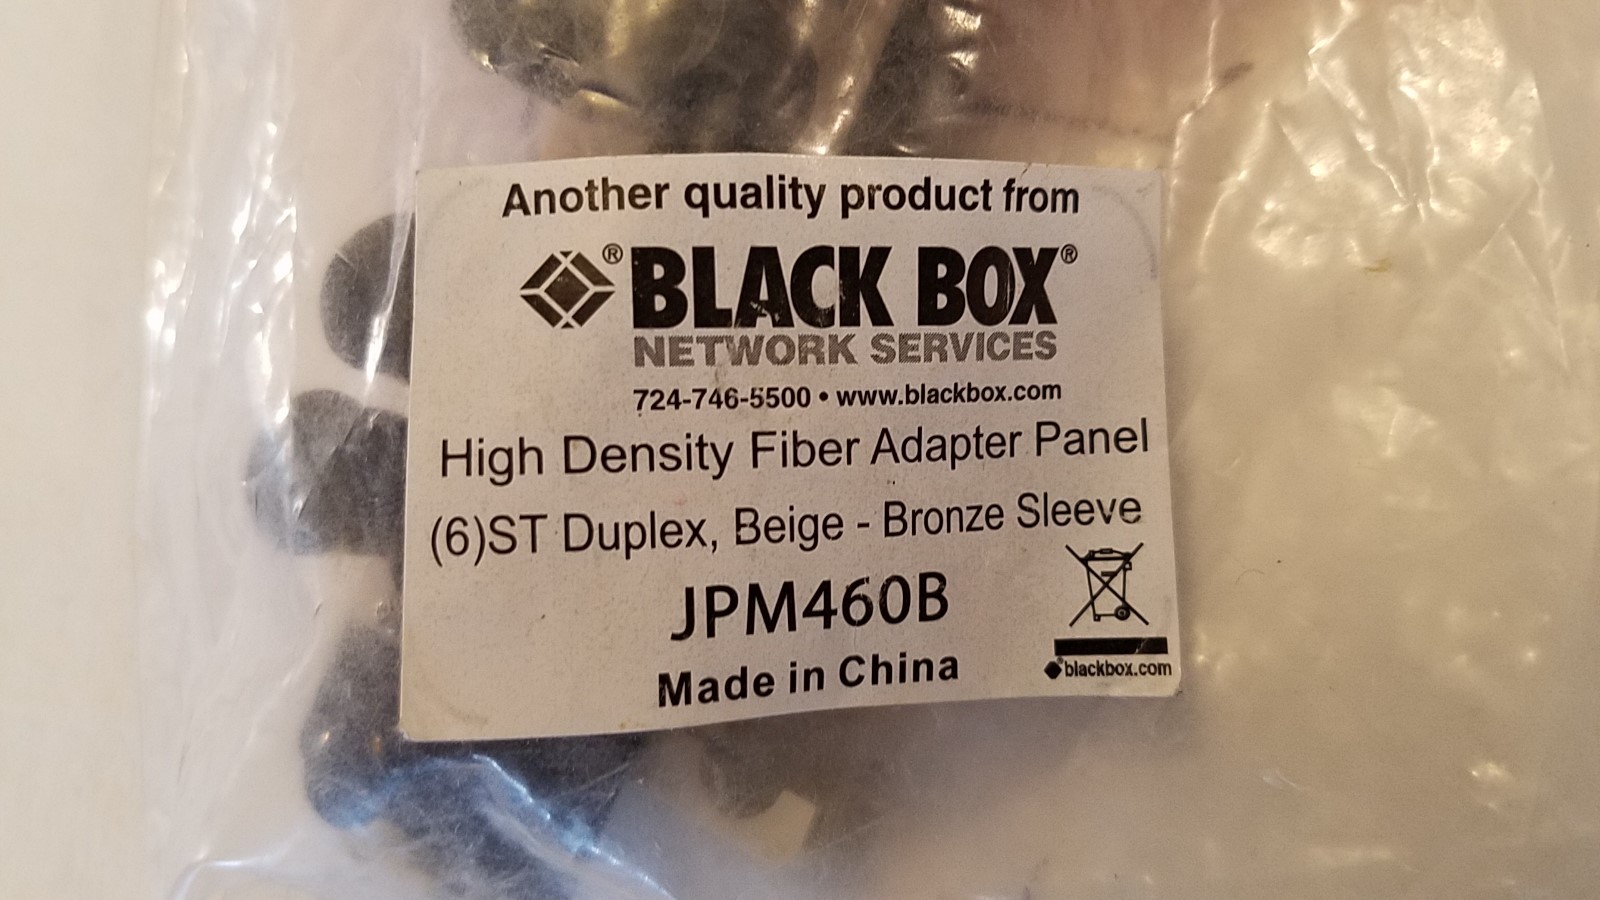 Another quality product from
® BLACK BOX®
NETWORK SERVICES
724-746-5500 • www.blackbox.com
High Density Fiber Adapter Panel
(6)ST Duplex, Beige - Bronze Sleeve
JPM460B
Made in China
blackbox.com